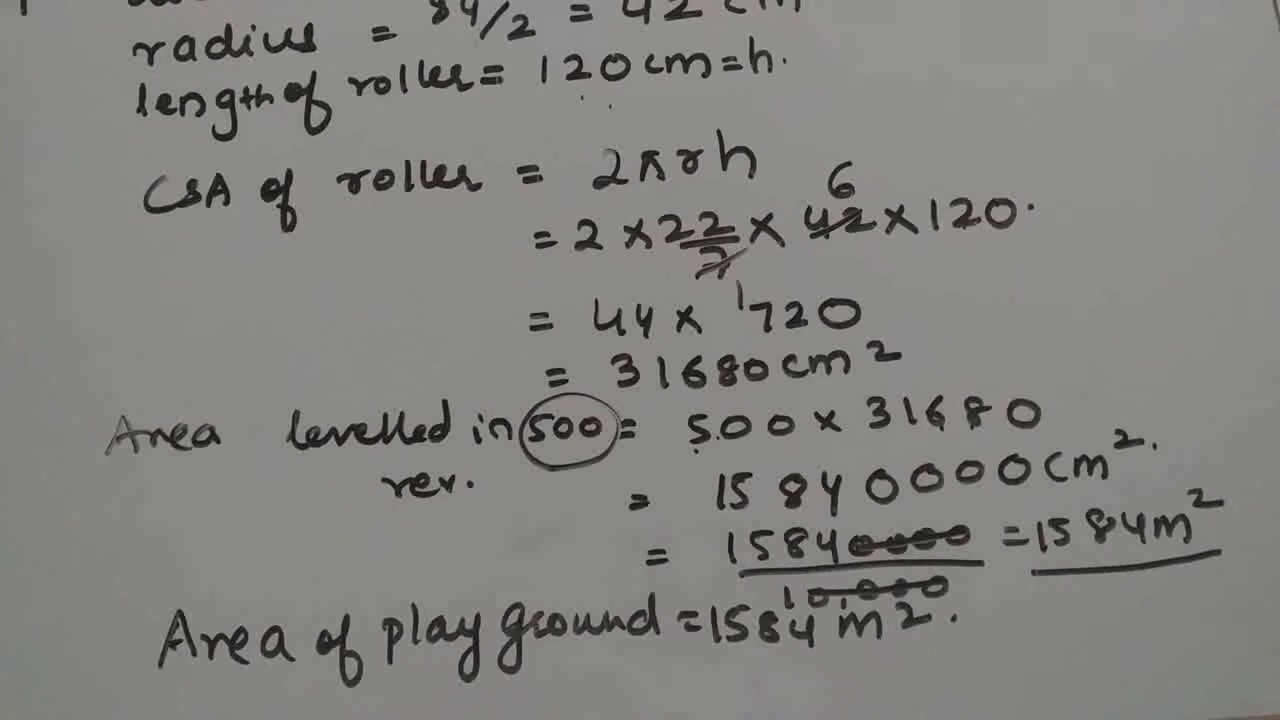 radius = 84/2 = 42 cm
length of roller = 120 cm = h.
CSA of roller = 2πrh
= 2 × 22/7 × 42 × 120.
6
= 44 × 720
= 31680 cm²
Area levelled in 500 = 500 × 31680
rev.
= 15840000 cm².
= 15840000 = 1584 m²
10,000
Area of play ground = 1584 m2.